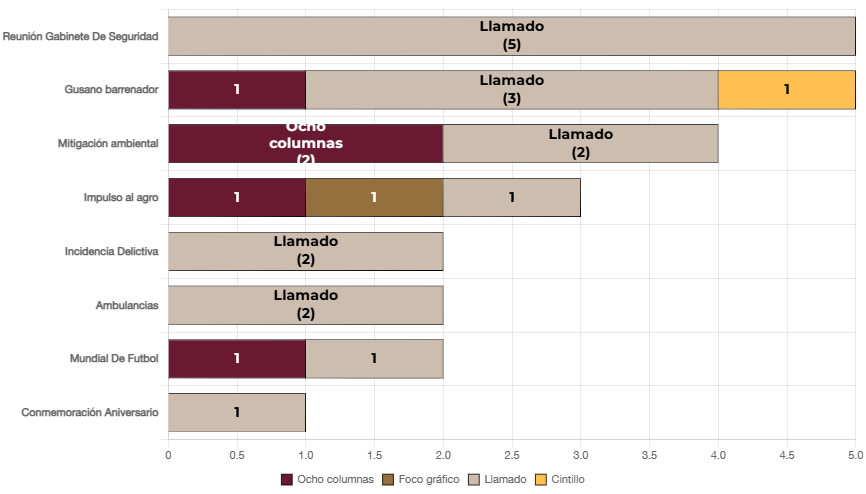 Reunión Gabinete De Seguridad
Llamado
(5)
Gusano barrenador
1
Llamado
(3)
1
Mitigación ambiental
Ocho
columnas
(2)
Llamado
(2)
Impulso al agro
1
1
1
Incidencia Delictiva
Llamado
(2)
Ambulancias
Llamado
(2)
Mundial De Futbol
1
1
Conmemoración Aniversario
1
0 0.5 1.0 1.5 2.0 2.5 3.0 3.5 4.0 4.5 5.0
Ocho columnas Foco gráfico Llamado Cintillo